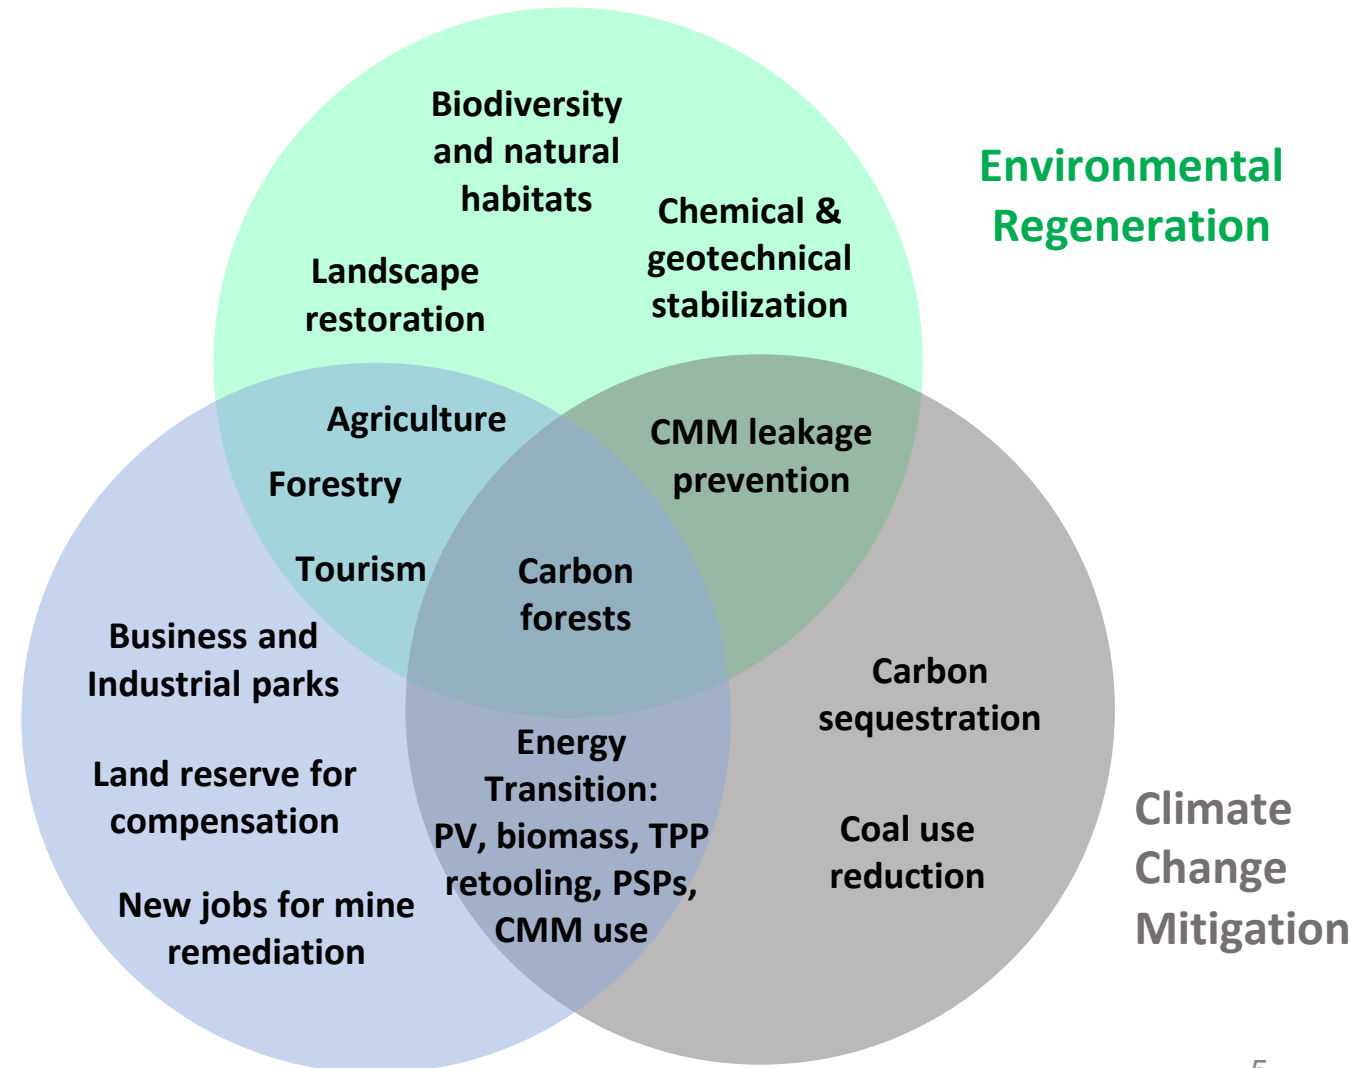 Biodiversity
and natural
habitats
Environmental
Regeneration
Chemical &
geotechnical
stabilization
Landscape
restoration
Agriculture
Forestry
Tourism
CMM leakage
prevention
Carbon
forests
Business and
Industrial parks
Land reserve for
compensation
New jobs for mine
remediation
Energy
Transition:
PV, biomass, TPP
retooling, PSPs,
CMM use
Carbon
sequestration
Coal use
reduction
Climate
Change
Mitigation